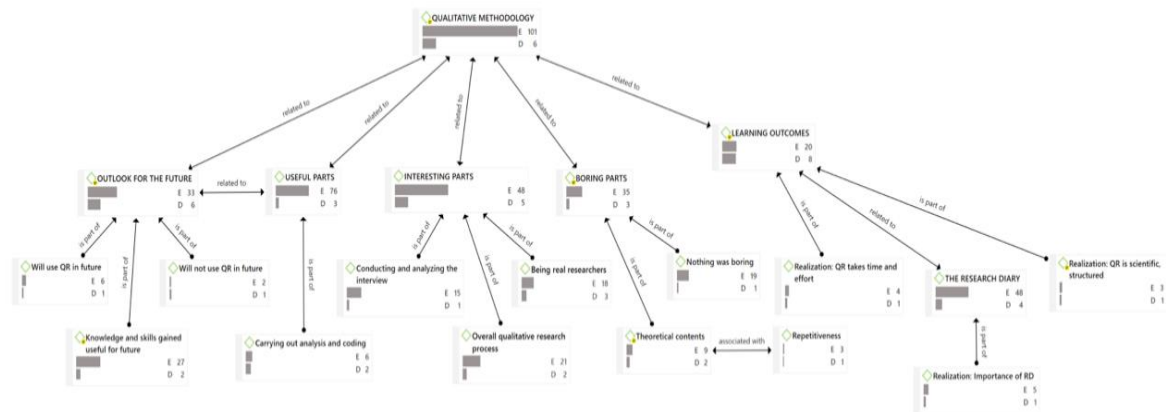 QUALITATIVE METHODOLOGY
E 101
D 6
related to
related to
related to
related to
related to
LEARNING OUTCOMES
E 20
D 8
OUTLOOK FOR THE FUTURE
E 33
D 6
related to
USEFUL PARTS
E 76
D 3
INTERESTING PARTS
E 48
D 5
BORING PARTS
E 35
D 3
is part of
is part of
is part of
is part of
is part of
is part of
is part of
is part of
is part of
is part of
related to
is part of
Will use QR in future
E 6
D 1
Will not use QR in future
E 2
D 1
Conducting and analyzing the
interview
E 15
D 1
Being real researchers
E 18
D 3
Nothing was boring
E 19
D 1
Realization: QR takes time and
effort
E 4
D 1
THE RESEARCH DIARY
E 48
D 4
Realization: QR is scientific,
structured
E 3
D 1
Knowledge and skills gained
useful for future
E 27
D 2
Carrying out analysis and coding
E 6
D 2
Overall qualitative research
process
E 21
D 2
Theoretical contents
E 9
D 2
associated with
Repetitiveness
E 3
D 1
is part of
Realization: Importance of RD
E 5
D 1